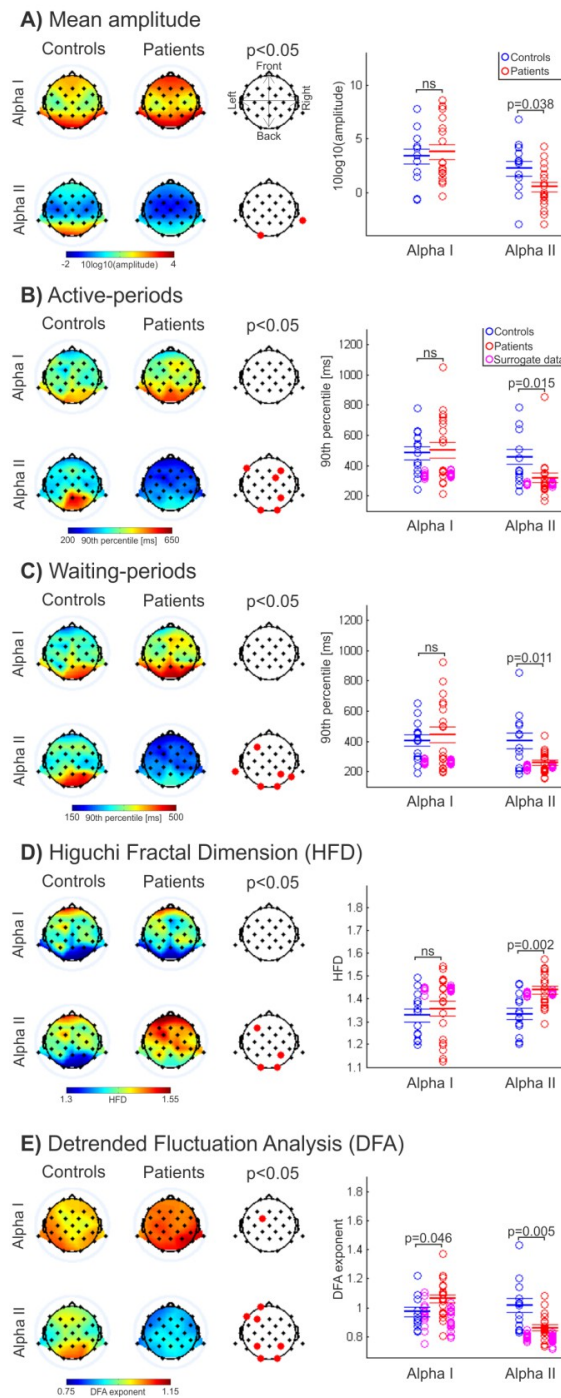 A) Mean amplitude
Controls Patients p<0.05
Alpha I
Front
Left Right
Back
Alpha II
-2 10log10(amplitude) 4
10log10(amplitude)
10
5
0
Controls
Patients
ns
p=0.038
Alpha I Alpha II
B) Active-periods
Controls Patients p<0.05
Alpha I
Alpha II
200 90th percentile [ms] 650
90th percentile [ms]
1200
1000
800
600
400
200
Controls
Patients
Surrogate data
ns
p=0.015
Alpha I Alpha II
C) Waiting-periods
Controls Patients p<0.05
Alpha I
Alpha II
150 90th percentile [ms] 500
90th percentile [ms]
1200
1000
800
600
400
200
ns
p=0.011
Alpha I Alpha II
D) Higuchi Fractal Dimension (HFD)
Controls Patients p<0.05
Alpha I
Alpha II
1.3 HFD 1.55
HFD
1.8
1.7
1.6
1.5
1.4
1.3
1.2
1.1
ns
p=0.002
Alpha I Alpha II
E) Detrended Fluctuation Analysis (DFA)
Controls Patients p<0.05
Alpha I
Alpha II
0.75 DFA exponent 1.15
DFA exponent
1.8
1.6
1.4
1.2
1
0.8
p=0.046
p=0.005
Alpha I Alpha II